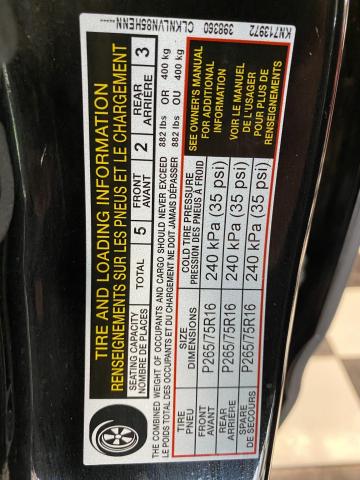 KN713972 398360 CLKNLVN85HENN----
TIRE AND LOADING INFORMATION
RENSEIGNEMENTS SUR LES PNEUS ET LE CHARGEMENT
SEATING CAPACITY
NOMBRE DE PLACES
TOTAL 5
FRONT
AVANT
2
REAR
ARRIÈRE
3
THE COMBINED WEIGHT OF OCCUPANTS AND CARGO SHOULD NEVER EXCEED 882 lbs OR 400 kg
LE POIDS TOTAL DES OCCUPANTS ET DU CHARGEMENT NE DOIT JAMAIS DÉPASSER 882 lbs OU 400 kg
TIRE
PNEU
SIZE
DIMENSIONS
COLD TIRE PRESSURE
PRESSION DES PNEUS À FROID
FRONT
AVANT
P265/75R16 240 kPa (35 psi)
REAR
ARRIÈRE
P265/75R16 240 kPa (35 psi)
SPARE
DE SECOURS
P265/75R16 240 kPa (35 psi)
SEE OWNER'S MANUAL
FOR ADDITIONAL
INFORMATION
VOIR LE MANUEL
DE L'USAGER
POUR PLUS DE
RENSEIGNEMENTS